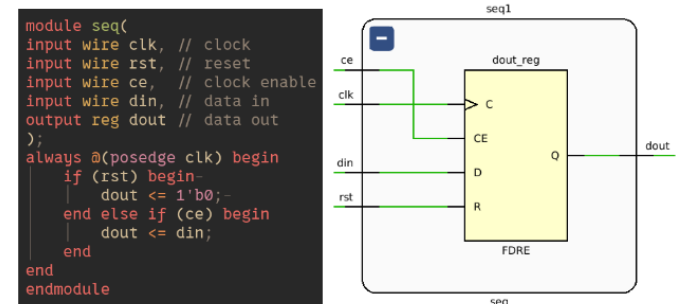 module seq(
input wire clk, // clock
input wire rst, // reset
input wire ce, // clock enable
input wire din, // data in
output reg dout // data out
);
always @(posedge clk) begin
if (rst) begin-
dout <= 1'b0;-
end else if (ce) begin
dout <= din;
end
end
endmodule
seq1
dout_reg
ce
clk
C
CE
din
D
Q
dout
rst
R
FDRE
seq